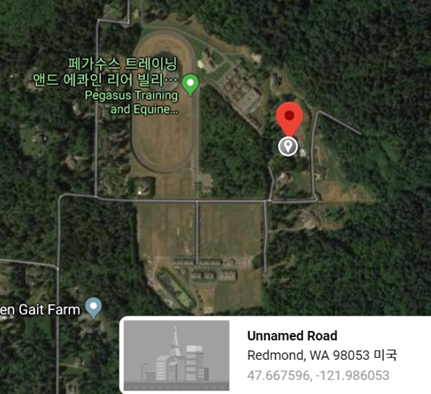 페가수스 트레이닝
앤드 에콰인 리어 빌리…
Pegasus Training
and Equine…
en Gait Farm
Unnamed Road
Redmond, WA 98053 미국
47.667596, -121.986053